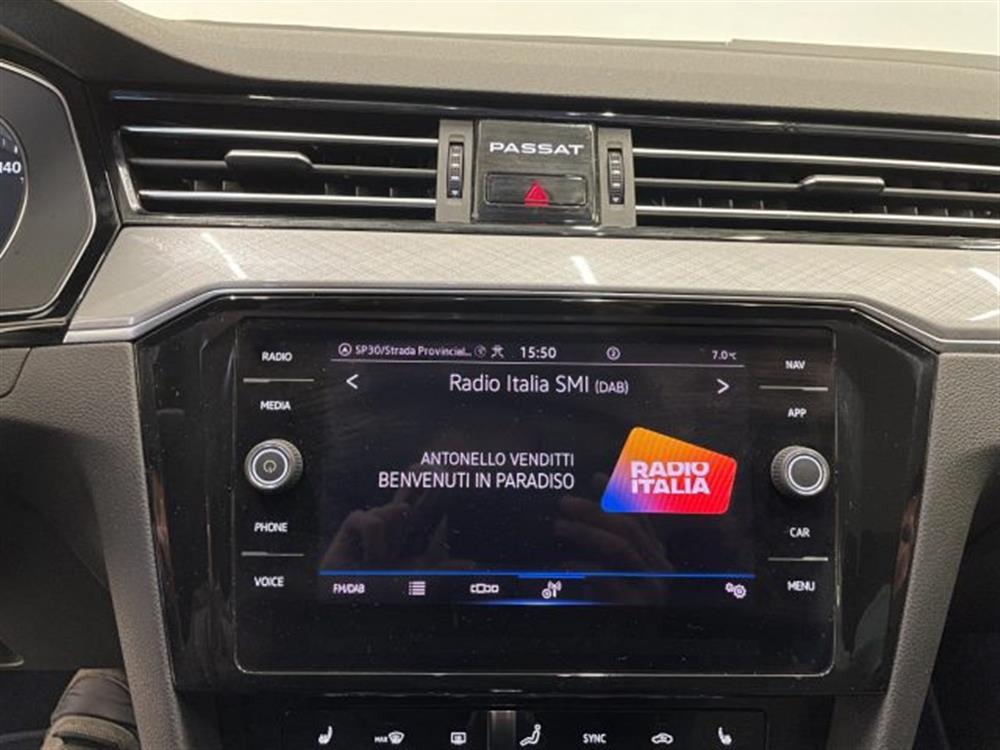 140
PASSAT
RADIO
MEDIA
PHONE
VOICE
SP30/Strada Provincial... 15:50 7.0°C
< Radio Italia SMI (DAB) >
ANTONELLO VENDITTI
BENVENUTI IN PARADISO
RADIO
ITALIA
FM/DAB
NAV
APP
CAR
MENU
MAX
SYNC